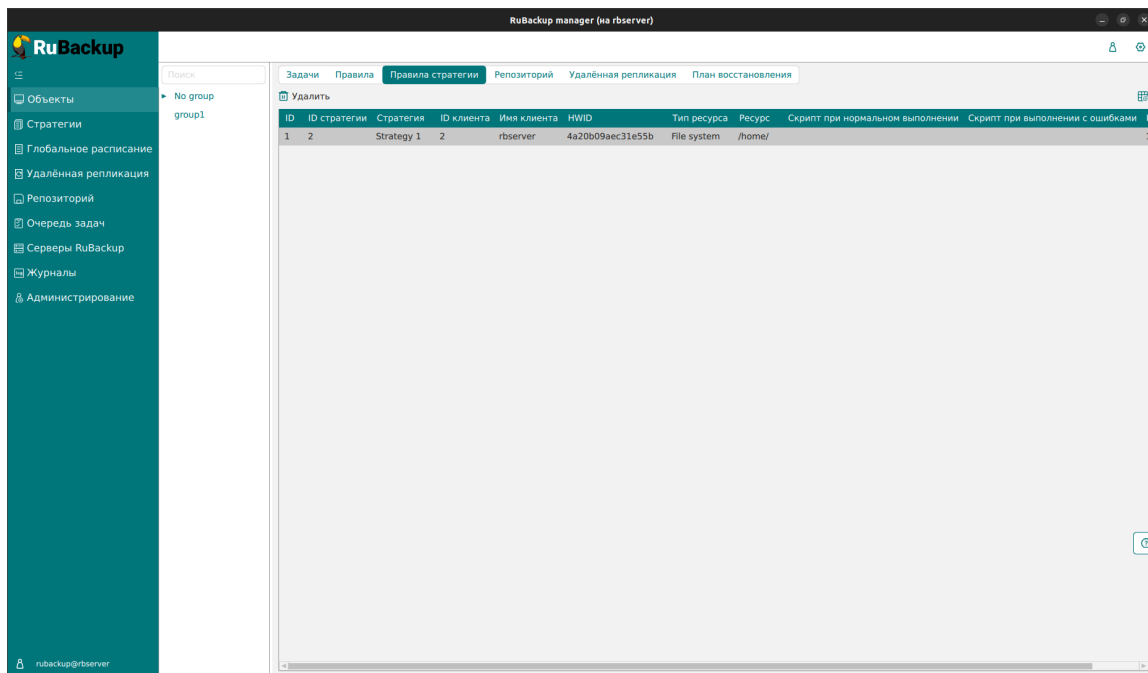 RuBackup manager (на rbserver)
RuBackup
Объекты
Стратегии
Глобальное расписание
Удалённая репликация
Репозиторий
Очередь задач
Серверы RuBackup
Журналы
Администрирование
rubackup@rbserver
Поиск
No group
group1
Задачи Правила Правила стратегии Репозиторий Удалённая репликация План восстановления
Удалить
ID ID стратегии Стратегия ID клиента Имя клиента HWID Тип ресурса Ресурс Скрипт при нормальном выполнении Скрипт при выполнении с ошибками
1 2 Strategy 1 2 rbserver 4a20b09aec31e55b File system /home/